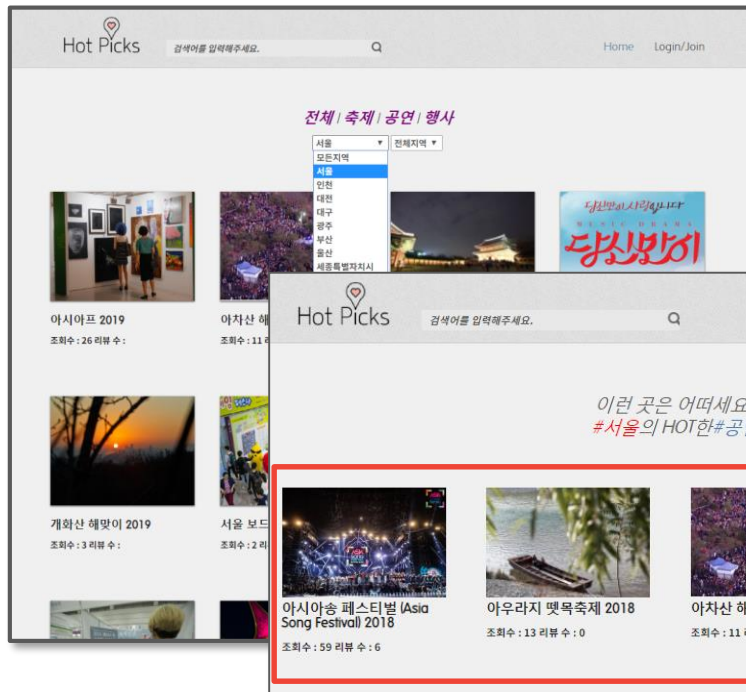 Hot Picks
검색어를 입력해주세요.
Home Login/Join
전체 | 축제 | 공연 | 행사
서울 ▼ 전체지역 ▼
모든지역
서울
인천
대전
대구
광주
부산
울산
세종특별자치시
당신만이
아시아프 2019
조회수 : 26 리뷰 수 :
아차산 해
조회수 : 11
개화산 해맞이 2019
조회수 : 3 리뷰 수 :
서울 보드
조회수 : 2
Hot Picks
검색어를 입력해주세요.
이런 곳은 어떠세요
#서울의 HOT한#공
아시아송 페스티벌 (Asia
Song Festival) 2018
조회수 : 59 리뷰 수 : 6
아우라지 뗏목축제 2018
조회수 : 13 리뷰 수 : 0
아차산 해
조회수 : 11